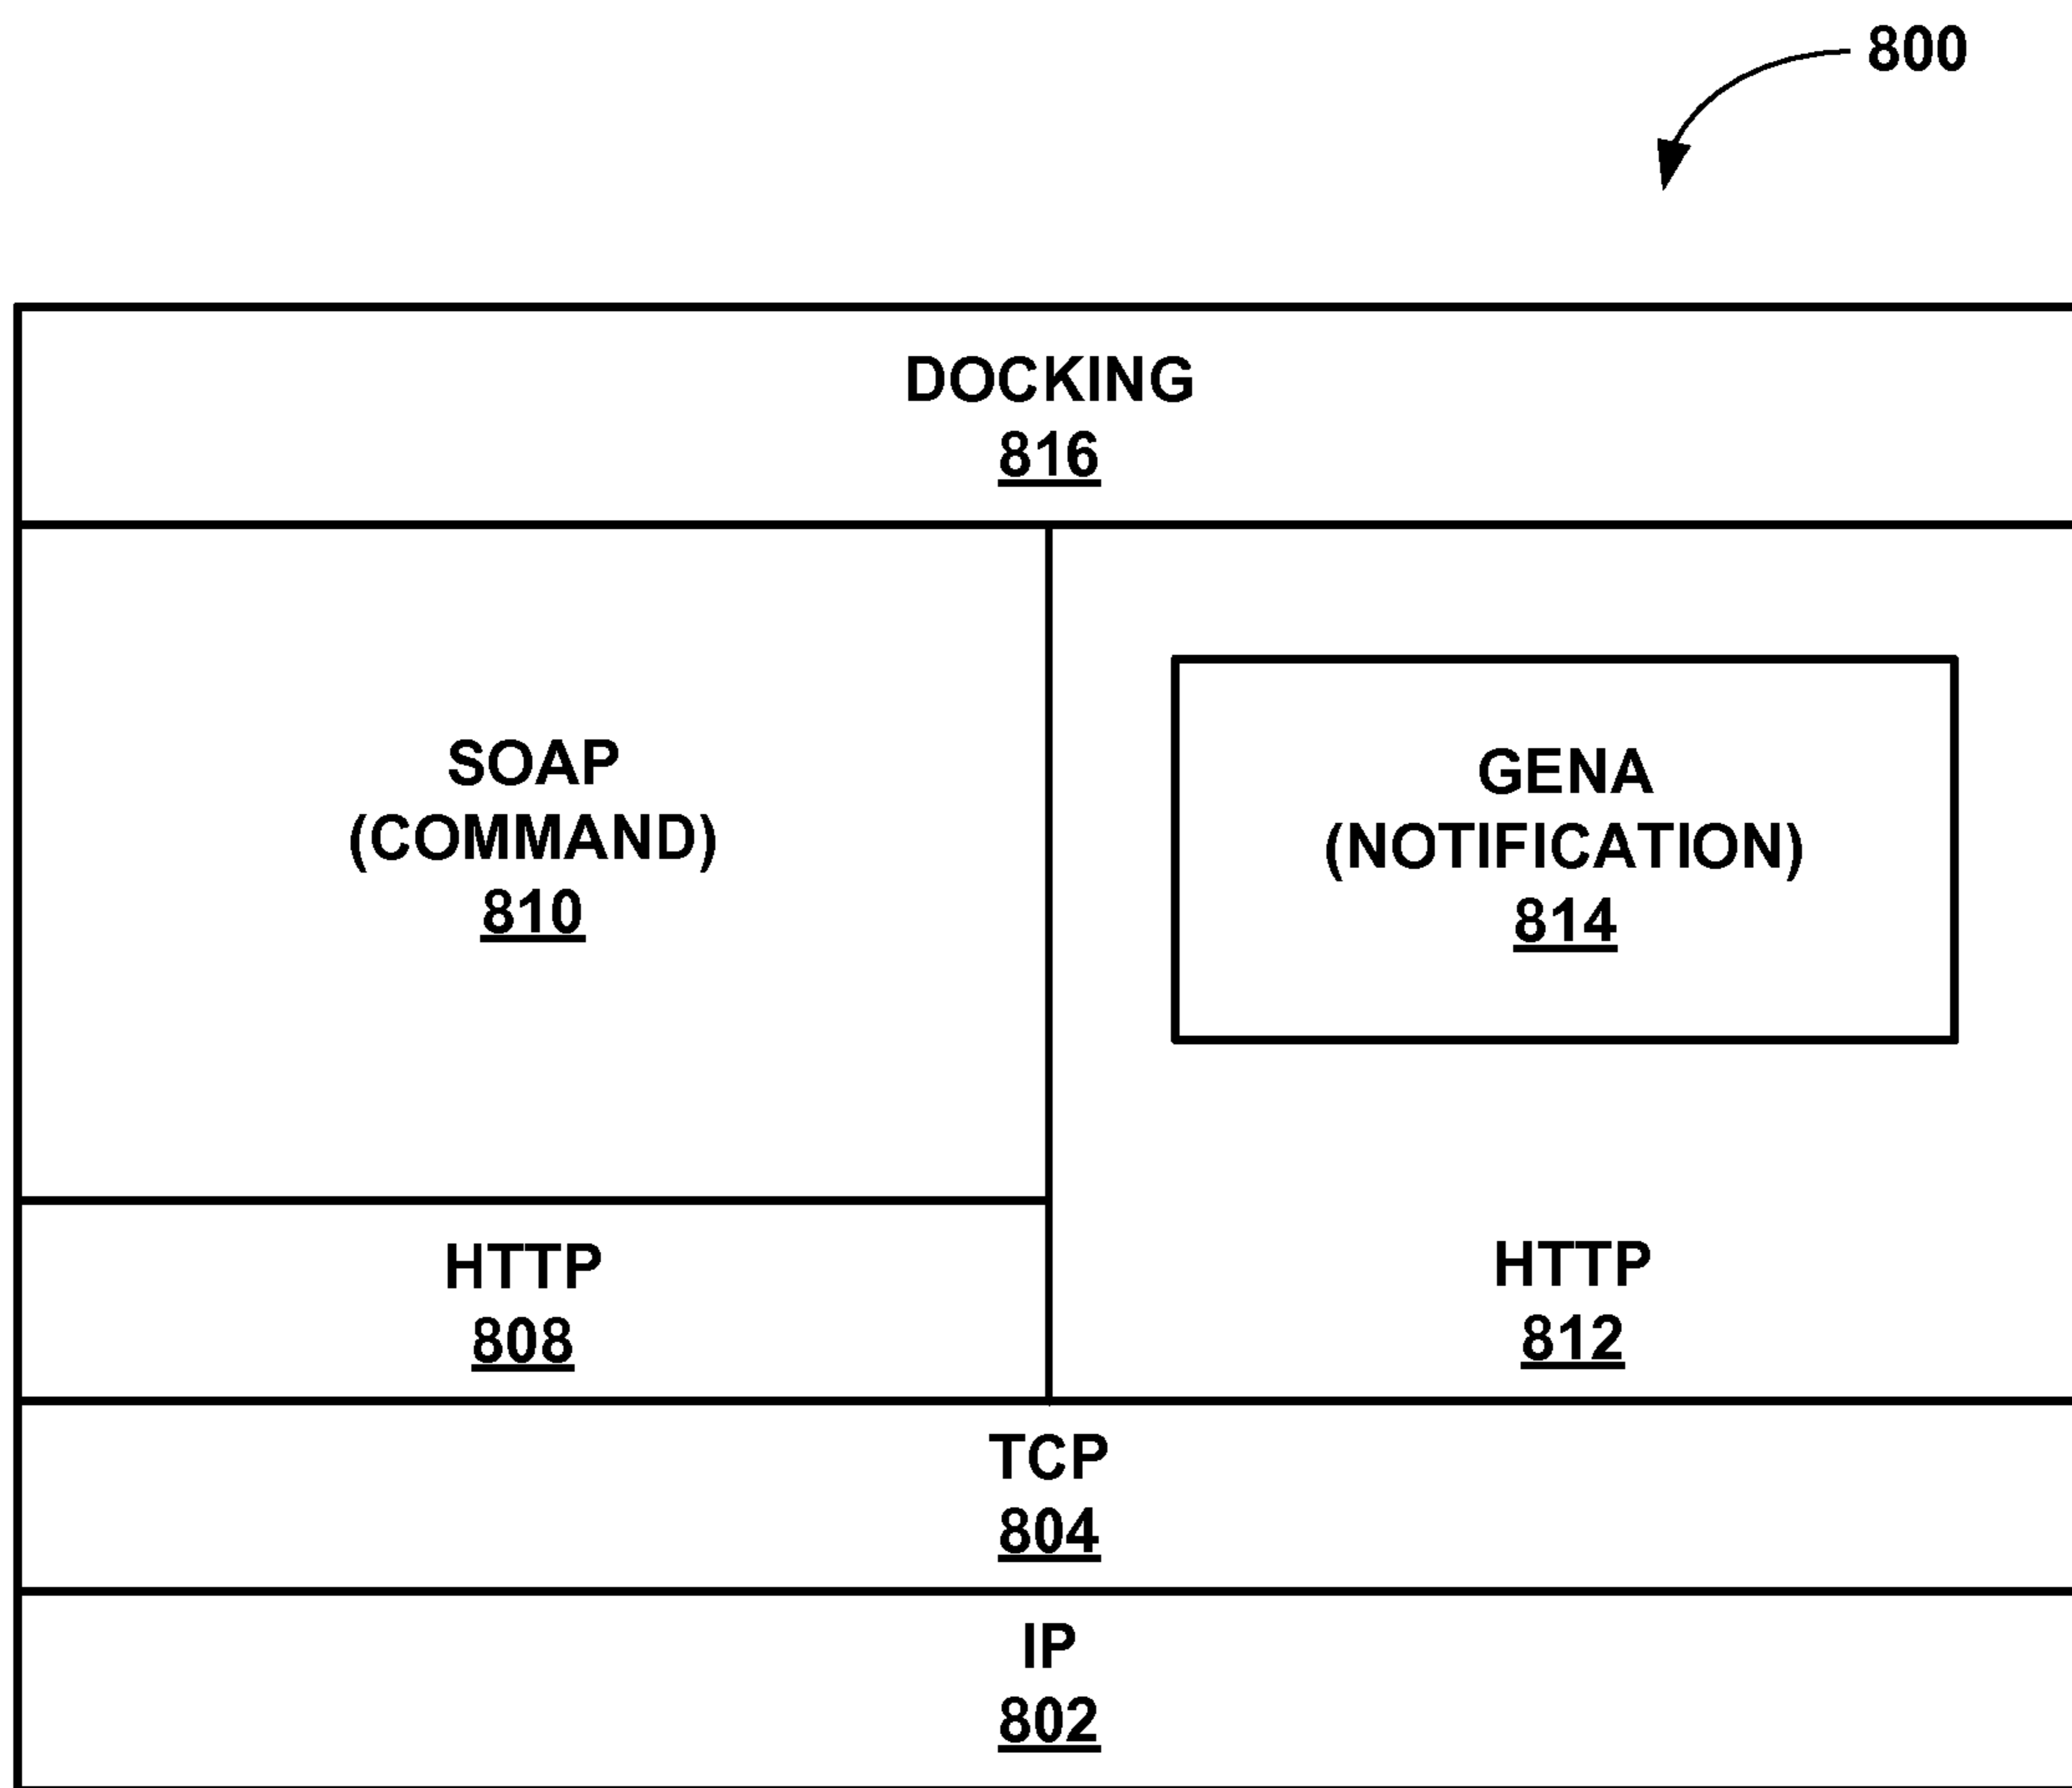 800
DOCKING
816
SOAP
(COMMAND)
810
GENA
(NOTIFICATION)
814
HTTP
808
HTTP
812
TCP
804
IP
802